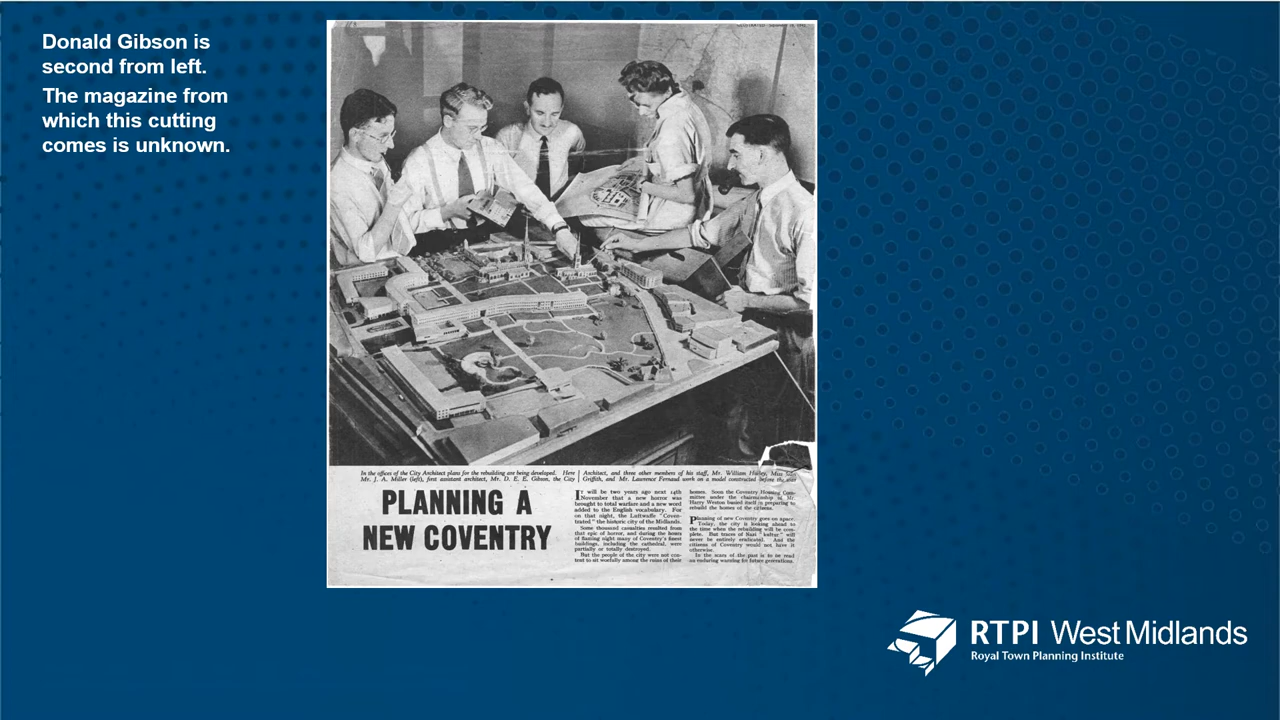 Donald Gibson is
second from left.
The magazine from
which this cutting
comes is unknown.
In the offices of the City Architect plans for the rebuilding are being developed. Here
Mr. J. A. Miller (left), first assistant architect, Mr. D. E. E. Gibson, the City
Architect, and three other members of his staff, Mr. William Halley, Miss
Griffith, and Mr. Lawrence Fernaud work on a model constructed before the war
PLANNING A
NEW COVENTRY
IT will be two years ago next 14th
November that a new horror was
brought to total warfare and a new word
added to the English vocabulary. For
on that night, the Luftwaffe "Coven-
trated" the historic city of the Midlands.
Some thousand casualties resulted from
that epic of horror, and during the hours
of flaming night many of Coventry's finest
buildings, including the cathedral, were
partially or totally destroyed.
But the people of the city were not con-
tent to sit woefully among the ruins of their
homes. Soon the Coventry Housing Com-
mittee under the chairmanship of Mr.
Harry Weston busied itself in preparing to
rebuild the homes of the citizens.
Planning of new Coventry goes on apace.
Today, the city is looking ahead to
the time when the rebuilding will be com-
plete. But traces of Nazi "kultur" will
never be entirely eradicated. And the
citizens of Coventry would not have it
otherwise.
In the scars of the past is to be read
an enduring warning for future generations.
RTPI West Midlands
Royal Town Planning Institute